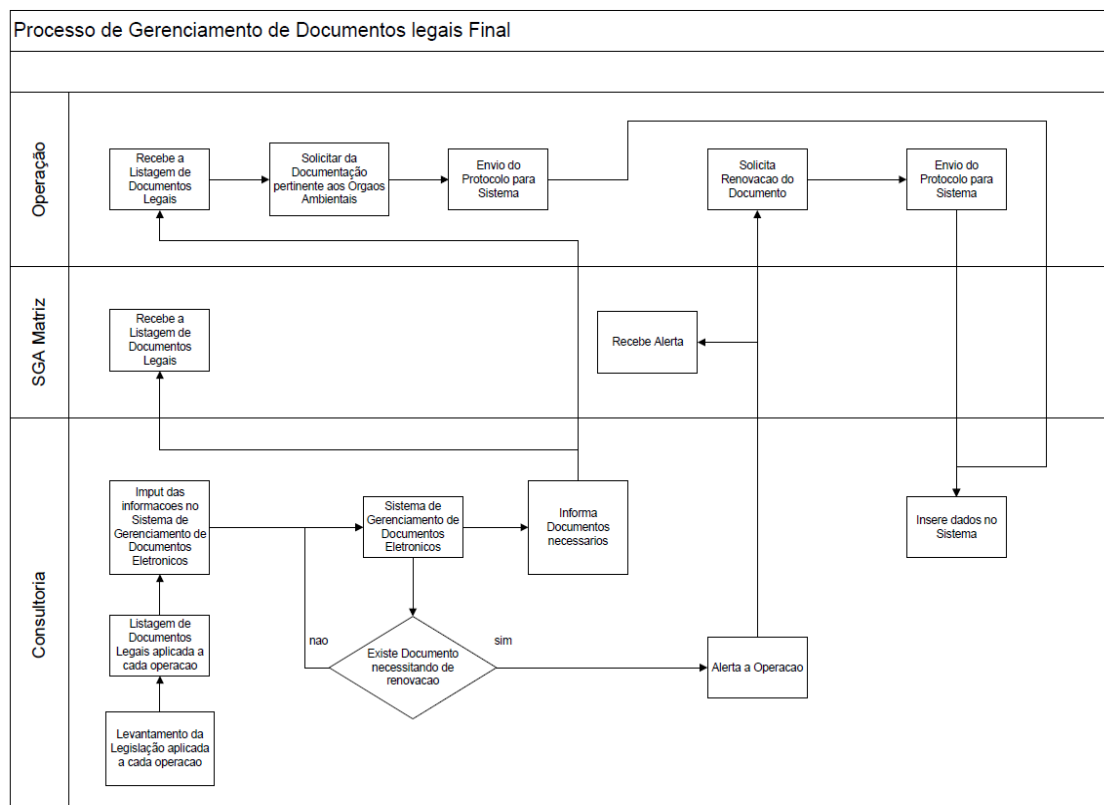 Processo de Gerenciamento de Documentos legais Final
Operação
Recebe a
Listagem de
Documentos
Legais
Solicitar da
Documentação
pertinente aos Orgaos
Ambientais
Envio do
Protocolo para
Sistema
Solicita
Renovacao do
Documento
Envio do
Protocolo para
Sistema
SGA Matriz
Recebe a
Listagem de
Documentos
Legais
Recebe Alerta
Consultoria
Imput das
informacoes no
Sistema de
Gerenciamento de
Documentos
Eletronicos
Sistema de
Gerenciamento de
Documentos
Eletronicos
Informa
Documentos
necessarios
Insere dados no
Sistema
Listagem de
Documentos
Legais aplicada a
cada operacao
nao
Existe Documento
necessitando de
renovacao
sim
Alerta a Operacao
Levantamento da
Legislação aplicada
a cada operacao